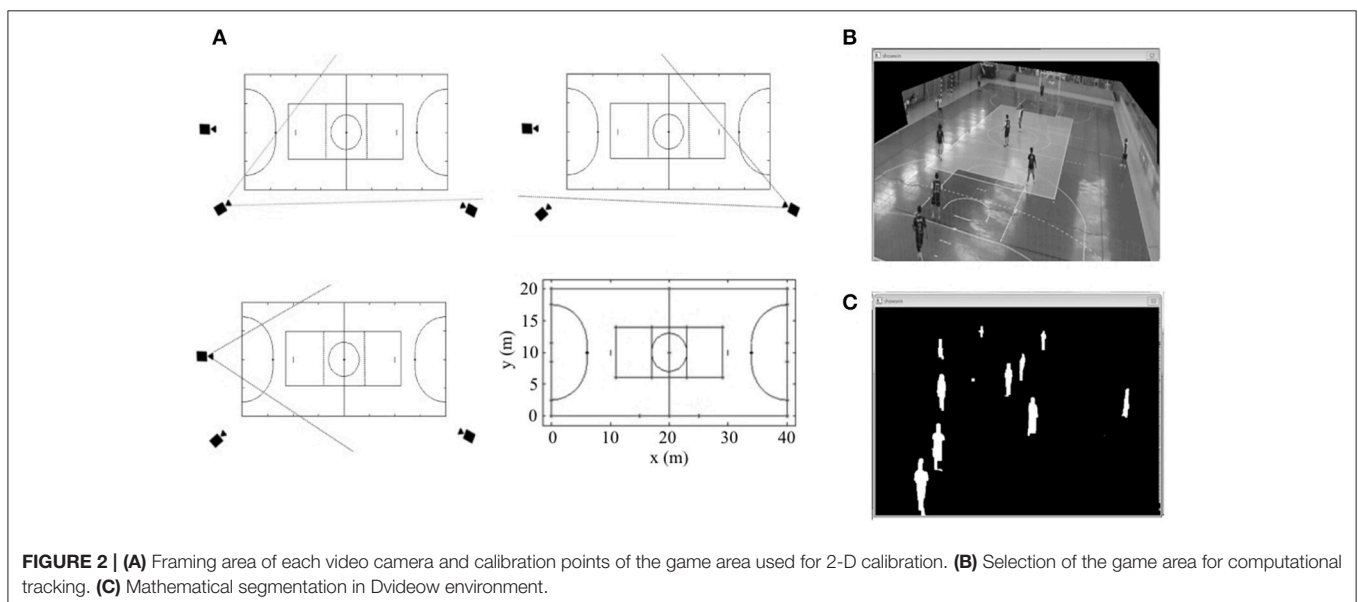 A
B
showwin
20
15
10
5
0
y (m)
0 10 20 30 40
x (m)
C
showwin
FIGURE 2 | (A) Framing area of each video camera and calibration points of the game area used for 2-D calibration. (B) Selection of the game area for computational
tracking. (C) Mathematical segmentation in Dvideow environment.